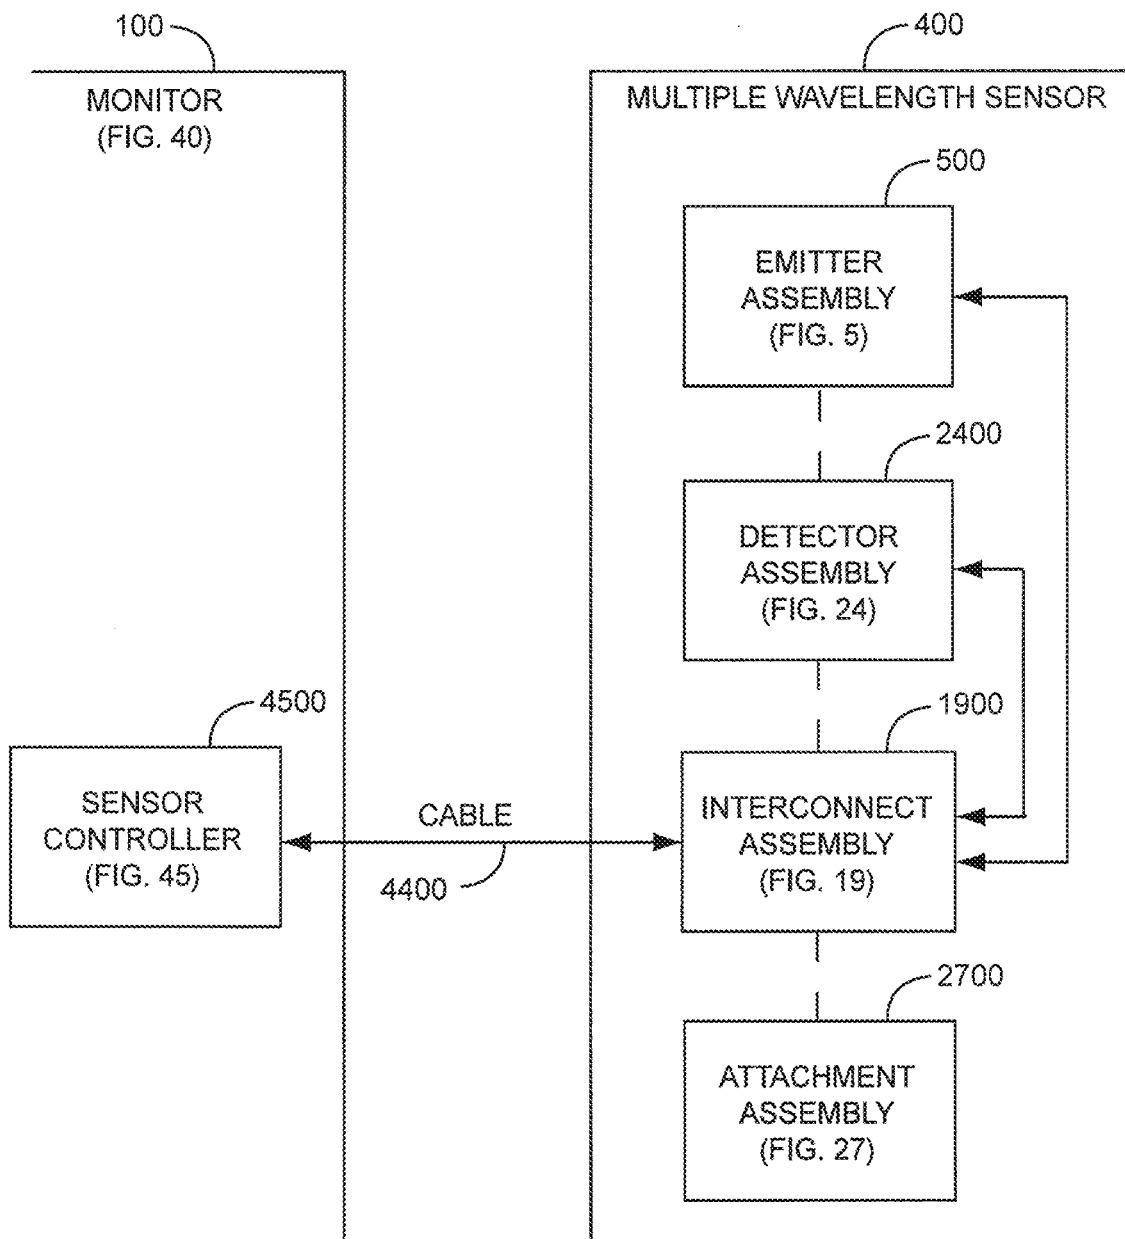 100
400
MONITOR
(FIG. 40)
MULTIPLE WAVELENGTH SENSOR
500
EMITTER
ASSEMBLY
(FIG. 5)
2400
DETECTOR
ASSEMBLY
(FIG. 24)
4500
1900
SENSOR
CONTROLLER
(FIG. 45)
CABLE
4400
INTERCONNECT
ASSEMBLY
(FIG. 19)
2700
ATTACHMENT
ASSEMBLY
(FIG. 27)